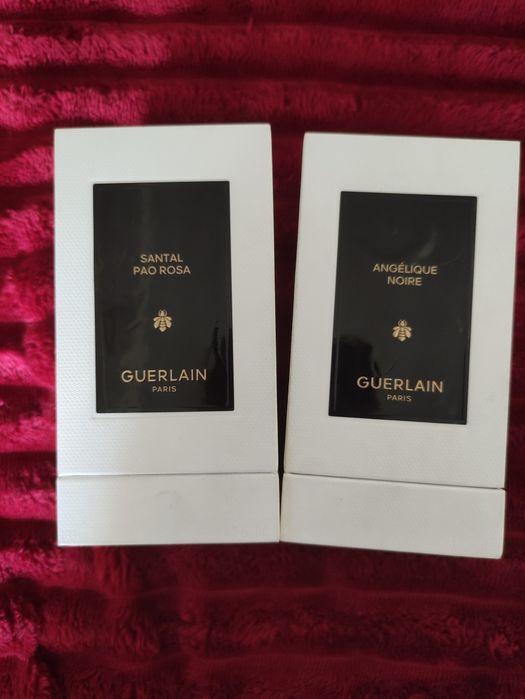 SANTAL
PAO ROSA
GUERLAIN
PARIS
ANGÉLIQUE
NOIRE
GUERLAIN
PARIS